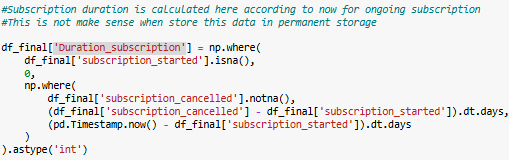 #Subscription duration is calculated here according to now for ongoing subscription
#This is not make sense when store this data in permanent storage
df_final['Duration_subscription'] = np.where(
    df_final['subscription_started'].isna(),
    0,
    np.where(
        df_final['subscription_cancelled'].notna(),
        (df_final['subscription_cancelled'] - df_final['subscription_started']).dt.days,
        (pd.Timestamp.now() - df_final['subscription_started']).dt.days
    )
).astype('int')